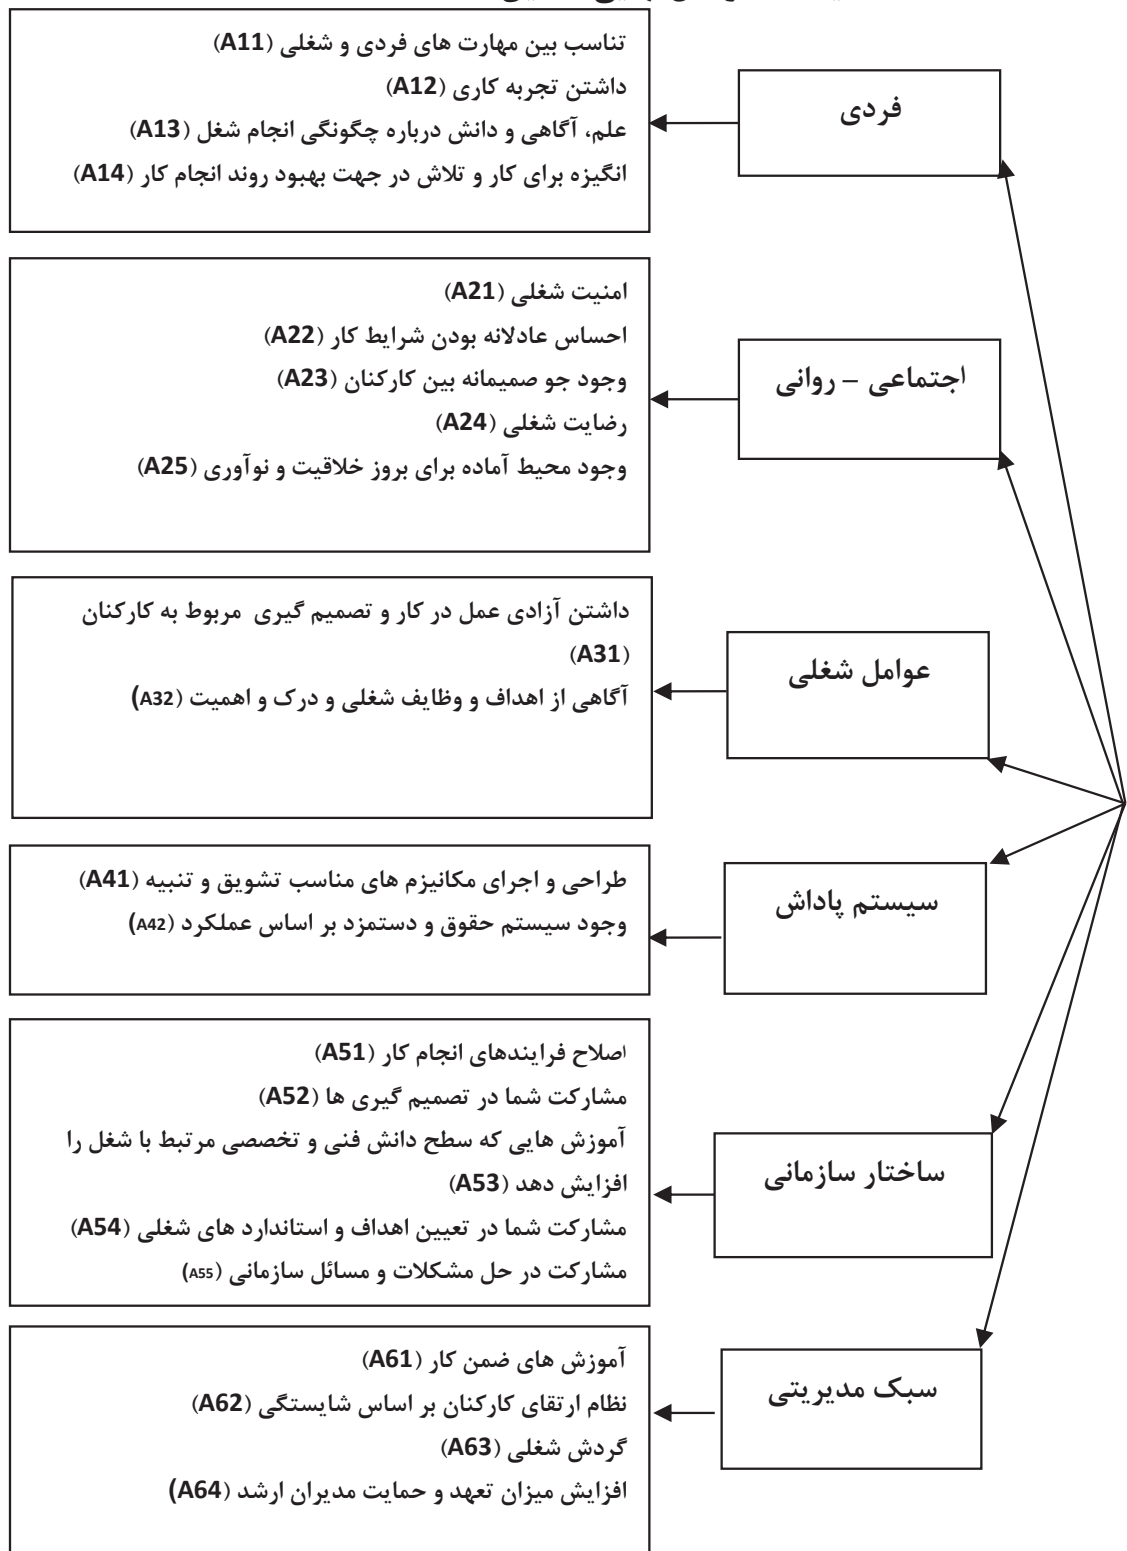 تناسب بین مهارت های فردی و شغلی (A11)
داشتن تجربه کاری (A12)
علم، آگاهی و دانش درباره چگونگی انجام شغل (A13)
انگیزه برای کار و تلاش در جهت بهبود روند انجام کار (A14)
فردی
امنیت شغلی (A21)
احساس عادلانه بودن شرایط کار (A22)
وجود جو صمیمانه بین کارکنان (A23)
رضایت شغلی (A24)
وجود محیط آماده برای بروز خلاقیت و نوآوری (A25)
اجتماعی – روانی
داشتن آزادی عمل در کار و تصمیم گیری مربوط به کارکنان
(A31)
آگاهی از اهداف و وظایف شغلی و درک و اهمیت (A32)
عوامل شغلی
طراحی و اجرای مکانیزم های مناسب تشویق و تنبیه (A41)
وجود سیستم حقوق و دستمزد بر اساس عملکرد (A42)
سیستم پاداش
اصلاح فرایندهای انجام کار (A51)
مشارکت شما در تصمیم گیری ها (A52)
آموزش هایی که سطح دانش فنی و تخصصی مرتبط با شغل را
افزایش دهد (A53)
مشارکت شما در تعیین اهداف و استاندارد های شغلی (A54)
مشارکت در حل مشکلات و مسائل سازمانی (A55)
ساختار سازمانی
آموزش های ضمن کار (A61)
نظام ارتقای کارکنان بر اساس شایستگی (A62)
گردش شغلی (A63)
افزایش میزان تعهد و حمایت مدیران ارشد (A64)
سبک مدیریتی